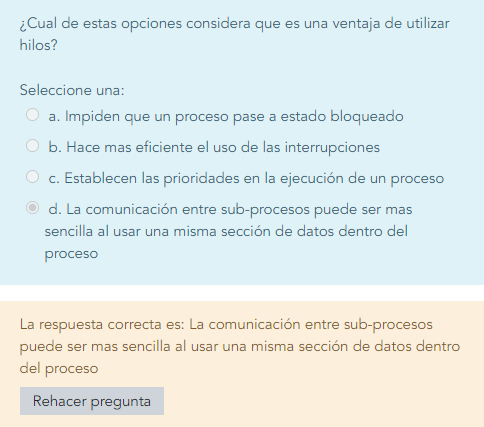 ¿Cual de estas opciones considera que es una ventaja de utilizar
hilos?
Seleccione una:
a. Impiden que un proceso pase a estado bloqueado
b. Hace mas eficiente el uso de las interrupciones
c. Establecen las prioridades en la ejecución de un proceso
d. La comunicación entre sub-procesos puede ser mas
sencilla al usar una misma sección de datos dentro del
proceso
La respuesta correcta es: La comunicación entre sub-procesos
puede ser mas sencilla al usar una misma sección de datos dentro
del proceso
Rehacer pregunta